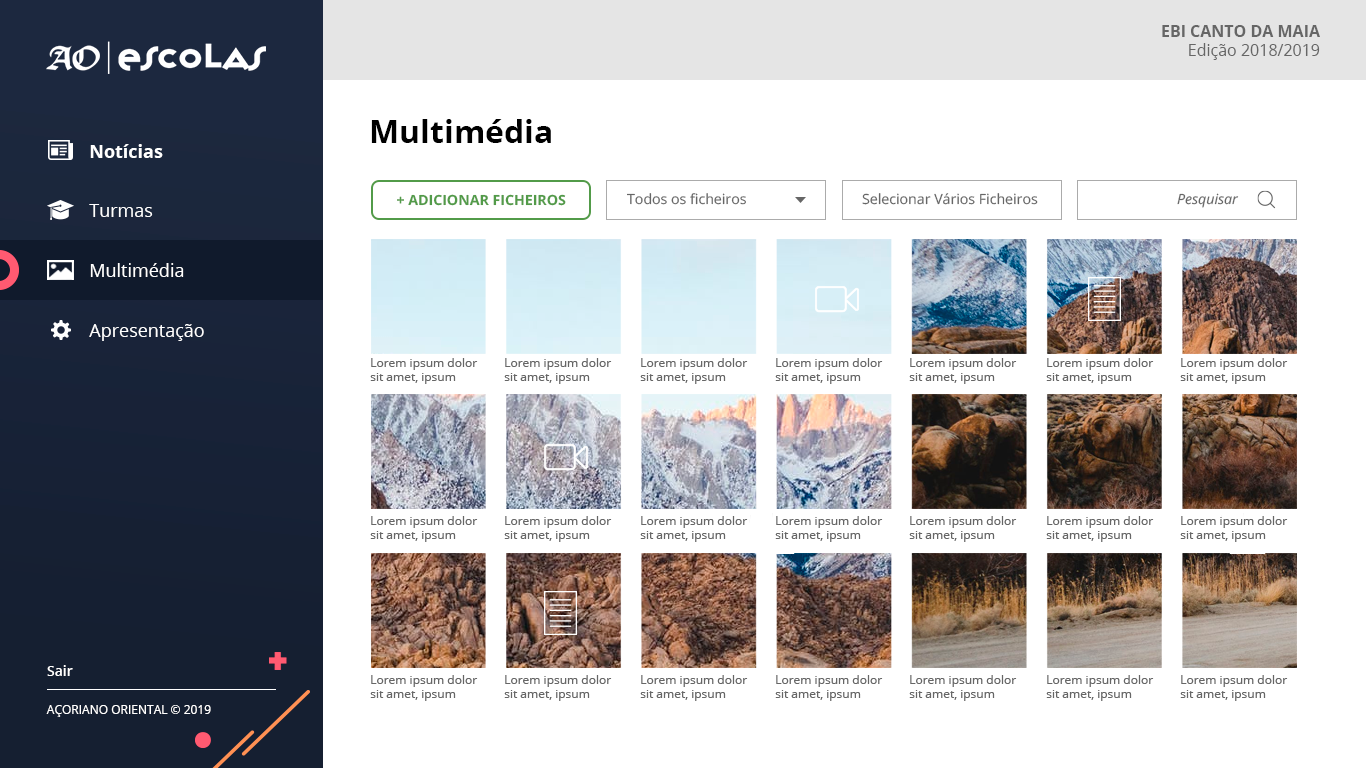 AO | escolas
EBI CANTO DA MAIA
Edição 2018/2019
Notícias
Turmas
Multimédia
Apresentação
Sair
AÇORIANO ORIENTAL © 2019
Multimédia
+ ADICIONAR FICHEIROS
Todos os ficheiros
Selecionar Vários Ficheiros
Pesquisar
Lorem ipsum dolor
sit amet, ipsum
Lorem ipsum dolor
sit amet, ipsum
Lorem ipsum dolor
sit amet, ipsum
Lorem ipsum dolor
sit amet, ipsum
Lorem ipsum dolor
sit amet, ipsum
Lorem ipsum dolor
sit amet, ipsum
Lorem ipsum dolor
sit amet, ipsum
Lorem ipsum dolor
sit amet, ipsum
Lorem ipsum dolor
sit amet, ipsum
Lorem ipsum dolor
sit amet, ipsum
Lorem ipsum dolor
sit amet, ipsum
Lorem ipsum dolor
sit amet, ipsum
Lorem ipsum dolor
sit amet, ipsum
Lorem ipsum dolor
sit amet, ipsum
Lorem ipsum dolor
sit amet, ipsum
Lorem ipsum dolor
sit amet, ipsum
Lorem ipsum dolor
sit amet, ipsum
Lorem ipsum dolor
sit amet, ipsum
Lorem ipsum dolor
sit amet, ipsum
Lorem ipsum dolor
sit amet, ipsum
Lorem ipsum dolor
sit amet, ipsum